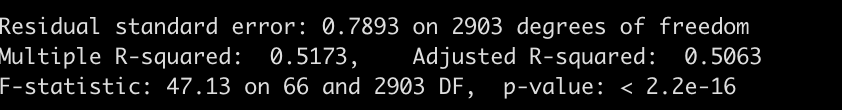 Residual standard error: 0.7893 on 2903 degrees of freedom
Multiple R-squared:  0.5173,    Adjusted R-squared:  0.5063
F-statistic: 47.13 on 66 and 2903 DF,  p-value: < 2.2e-16